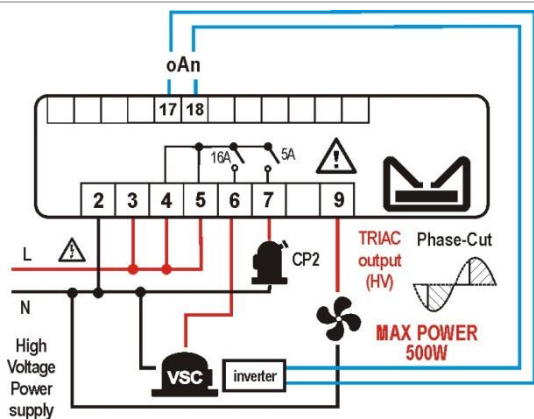 oAn
17 18
16A 5A
2 3 4 5 6 7 9
L
N
CP2
TRIAC
output
(HV)
Phase-Cut
MAX POWER
500W
High
Voltage
Power
supply
VSC
inverter